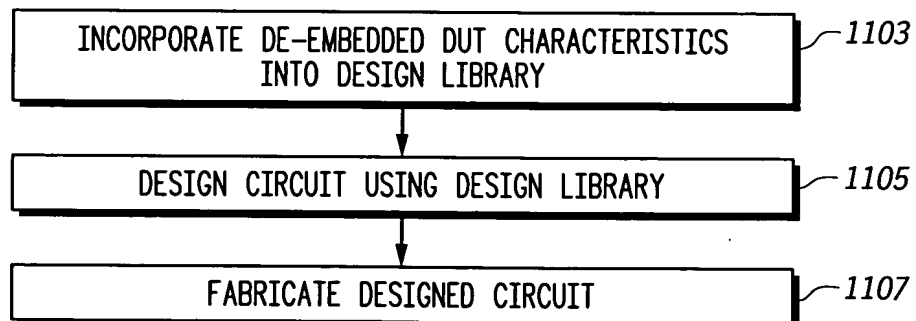 INCORPORATE DE-EMBEDDED DUT CHARACTERISTICS
INTO DESIGN LIBRARY
1103
DESIGN CIRCUIT USING DESIGN LIBRARY
1105
FABRICATE DESIGNED CIRCUIT
1107